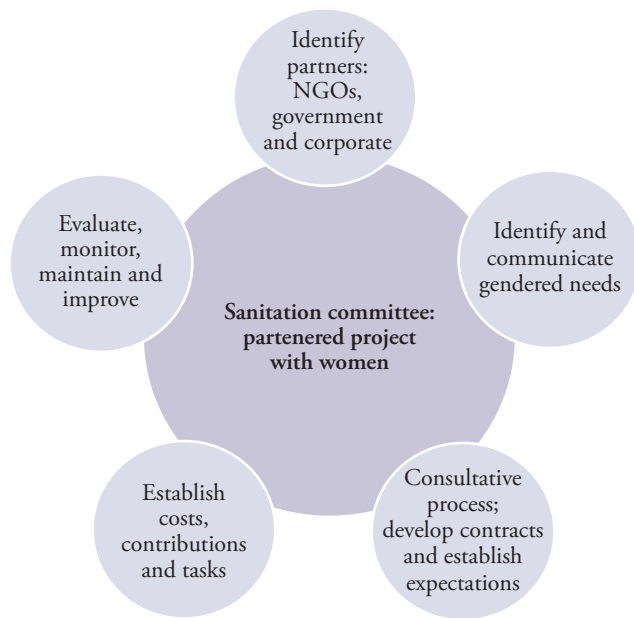 Identify
partners:
NGOs,
government
and corporate
Identify and
communicate
gendered needs
Consultative
process;
develop contracts
and establish
expectations
Establish
costs,
contributions
and tasks
Evaluate,
monitor,
maintain and
improve
Sanitation committee:
partenered project
with women